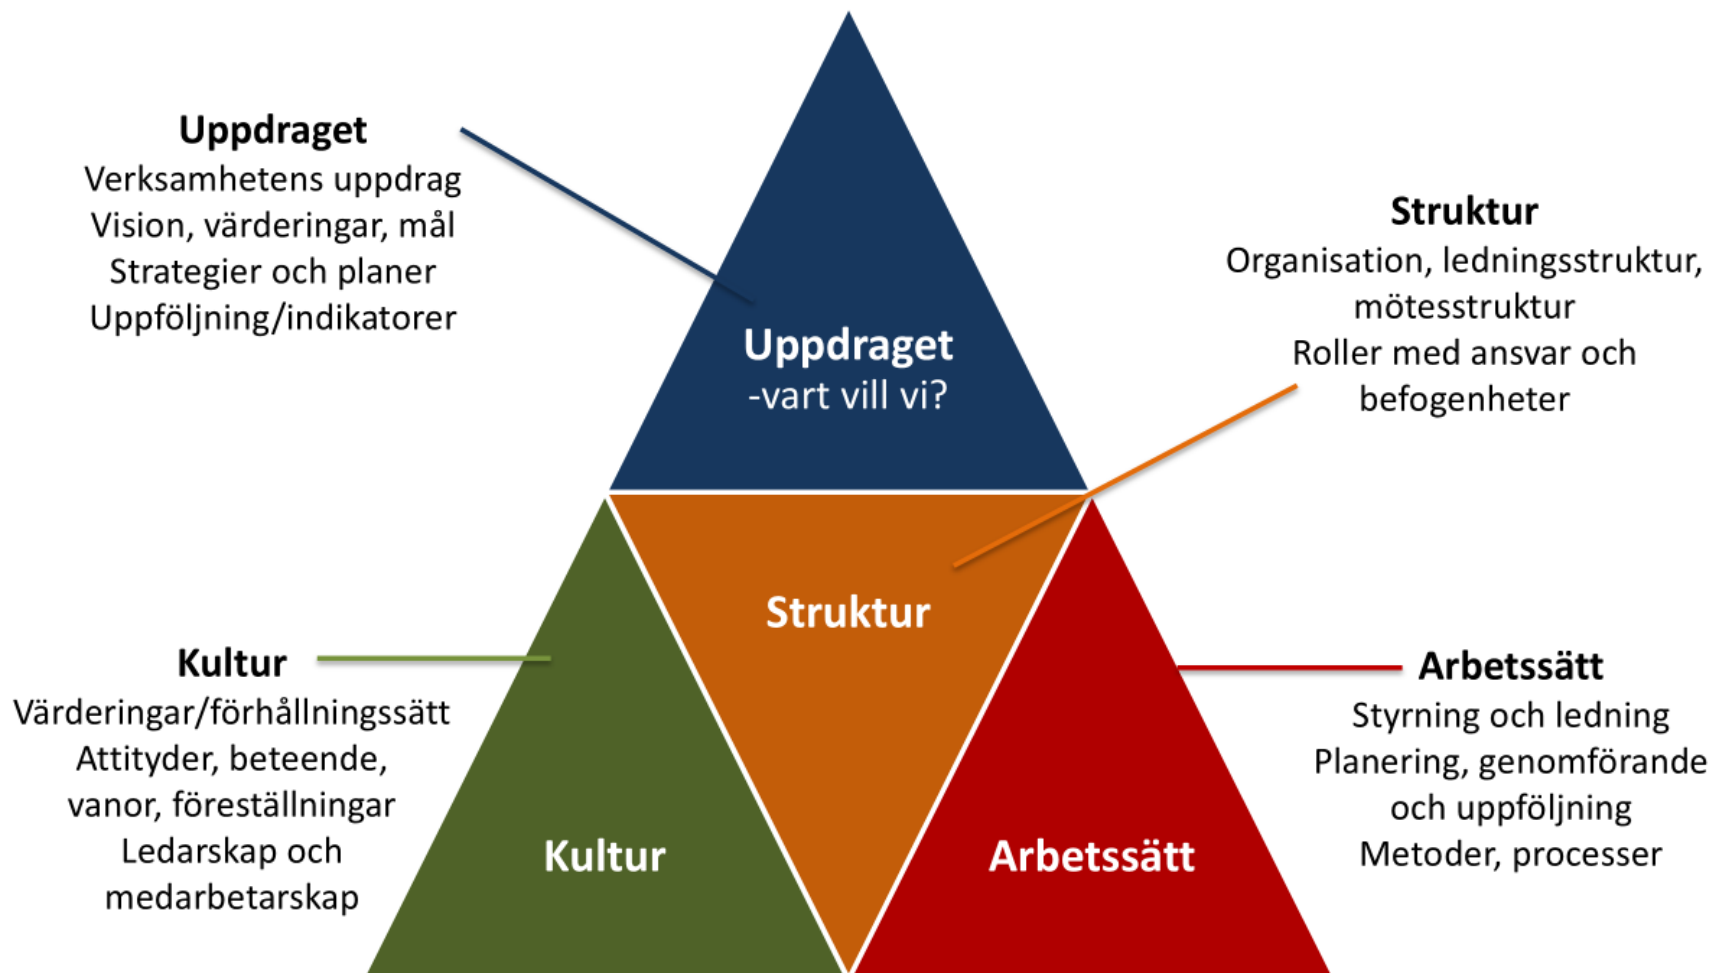 Uppdraget
Verksamhetens uppdrag
Vision, värderingar, mål
Strategier och planer
Uppföljning/indikatorer
Struktur
Organisation, ledningsstruktur,
mötesstruktur
Roller med ansvar och
befogenheter
Uppdraget
-vart vill vi?
Struktur
Kultur
Värderingar/förhållningssätt
Attityder, beteende,
vanor, föreställningar
Ledarskap och
medarbetarskap
Kultur
Arbetssätt
Arbetssätt
Styrning och ledning
Planering, genomförande
och uppföljning
Metoder, processer